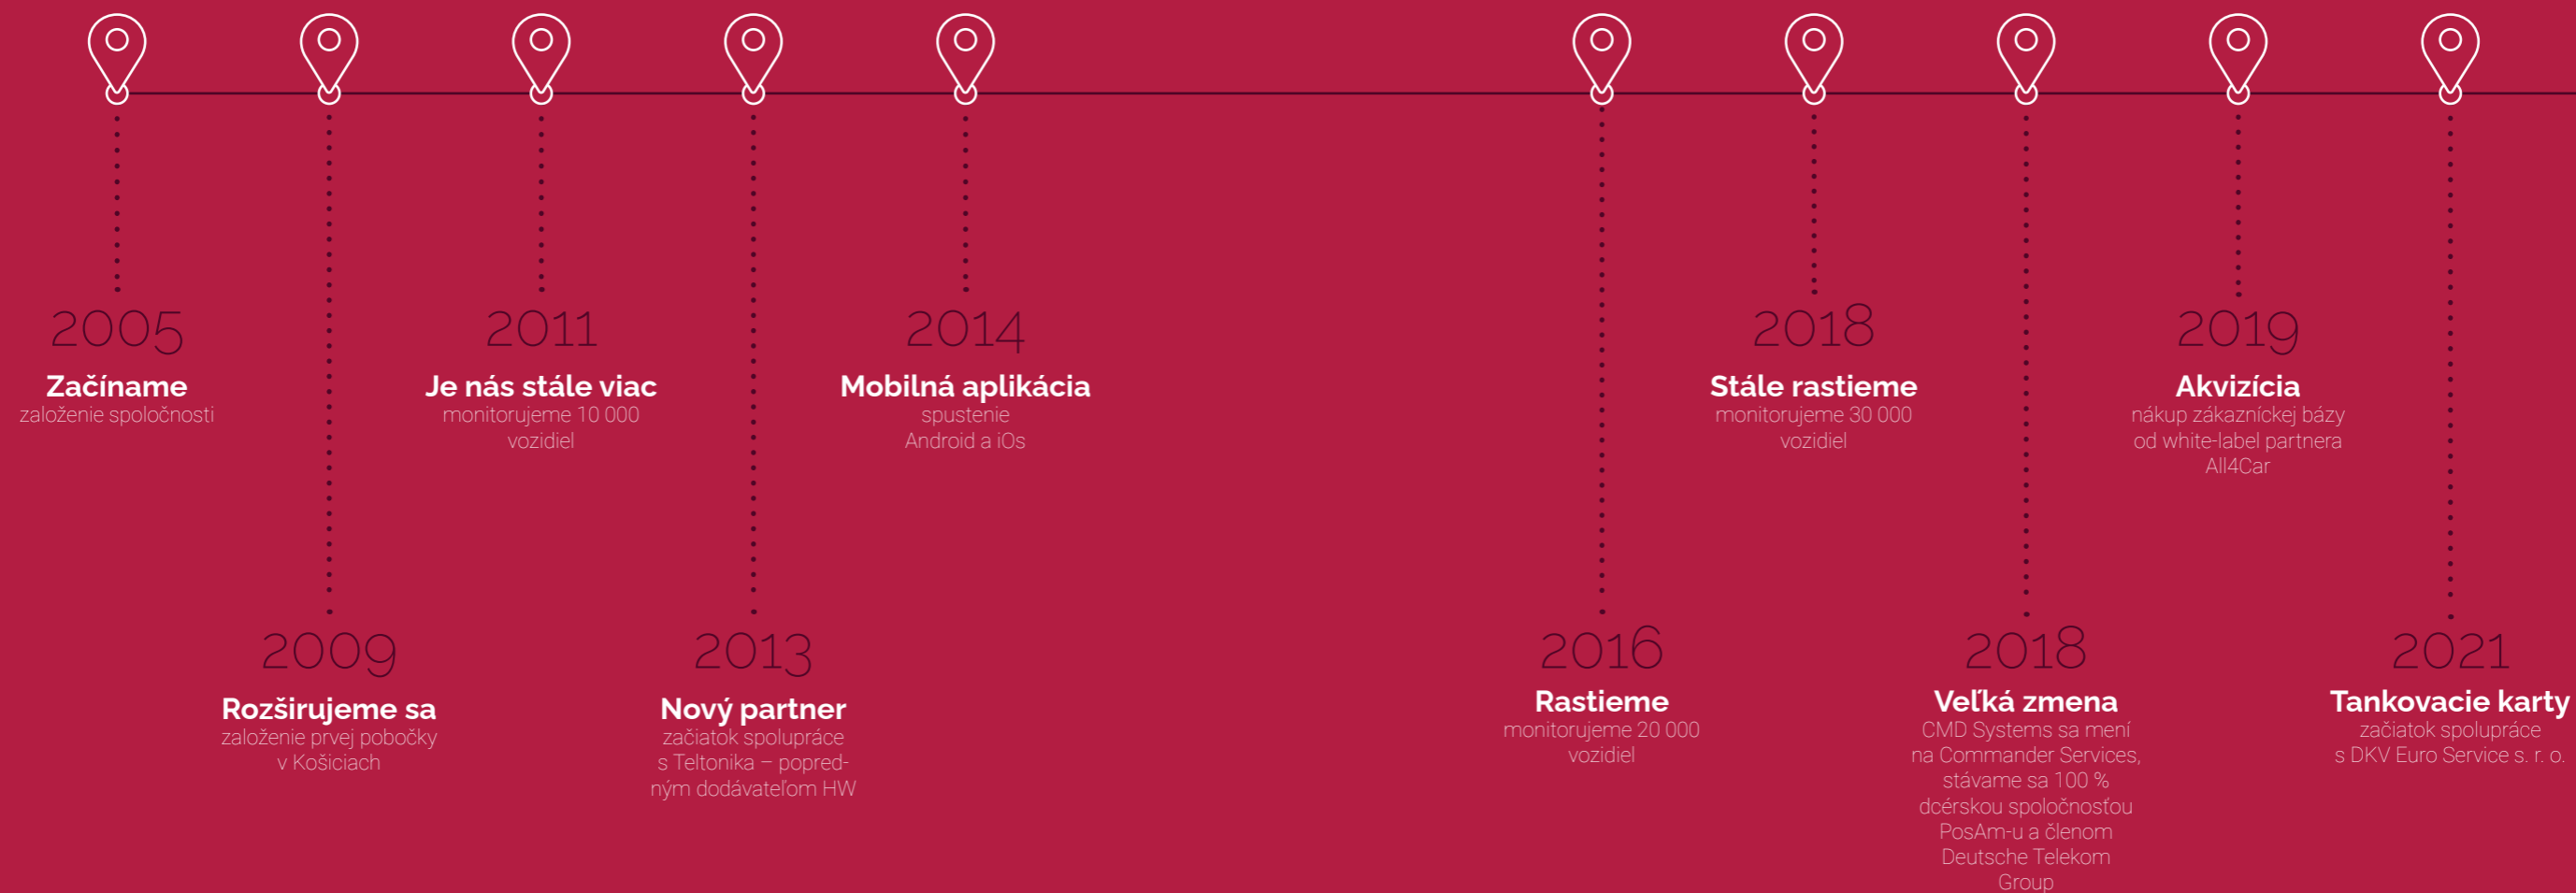 2005
Začíname
založenie spoločnosti
2009
Rozširujeme sa
založenie prvej pobočky
v Košiciach
2011
Je nás stále viac
monitorujeme 10 000
vozidiel
2013
Nový partner
začiatok spolupráce
s Teltonika – popred-
ným dodávateľom HW
2014
Mobilná aplikácia
spustenie
Android a iOs
2016
Rastieme
monitorujeme 20 000
vozidiel
2018
Stále rastieme
monitorujeme 30 000
vozidiel
2018
Veľká zmena
CMD Systems sa mení
na Commander Services,
stávame sa 100 %
dcérskou spoločnosťou
PosAm-u a členom
Deutsche Telekom
Group
2019
Akvizícia
nákup zákazníckej bázy
od white-label partnera
All4Car
2021
Tankovacie karty
začiatok spolupráce
s DKV Euro Service s. r. o.